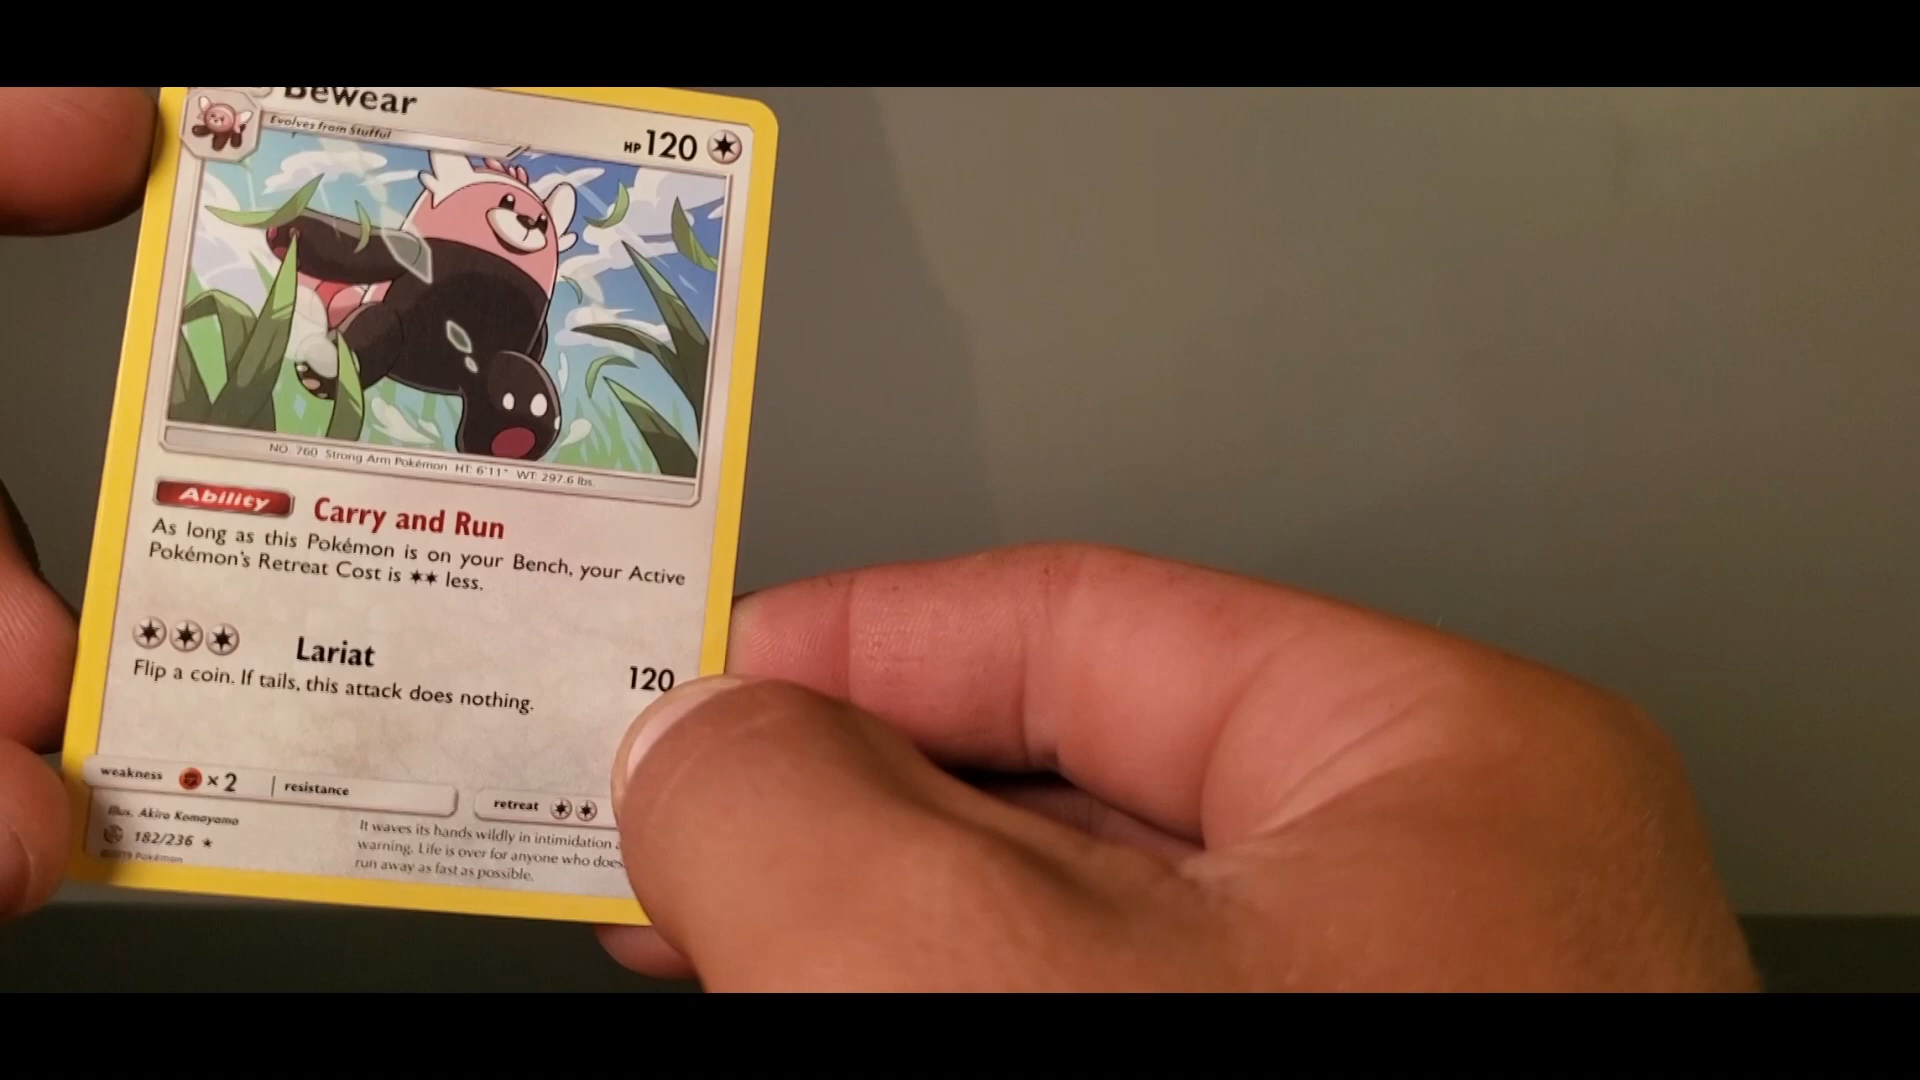 Bewear
Evolves from Stufful
HP 120
NO. 760 Strong Arm Pokémon HT: 6'11" WT: 297.6 lbs.
Ability Carry and Run
As long as this Pokémon is on your Bench, your Active
Pokémon's Retreat Cost is ✶✶ less.
Lariat 120
Flip a coin. If tails, this attack does nothing.
weakness ×2 resistance retreat
Illus. Akira Komayama
182/236 ★
©2019 Pokémon
It waves its hands wildly in intimidation
warning. Life is over for anyone who does
run away as fast as possible.